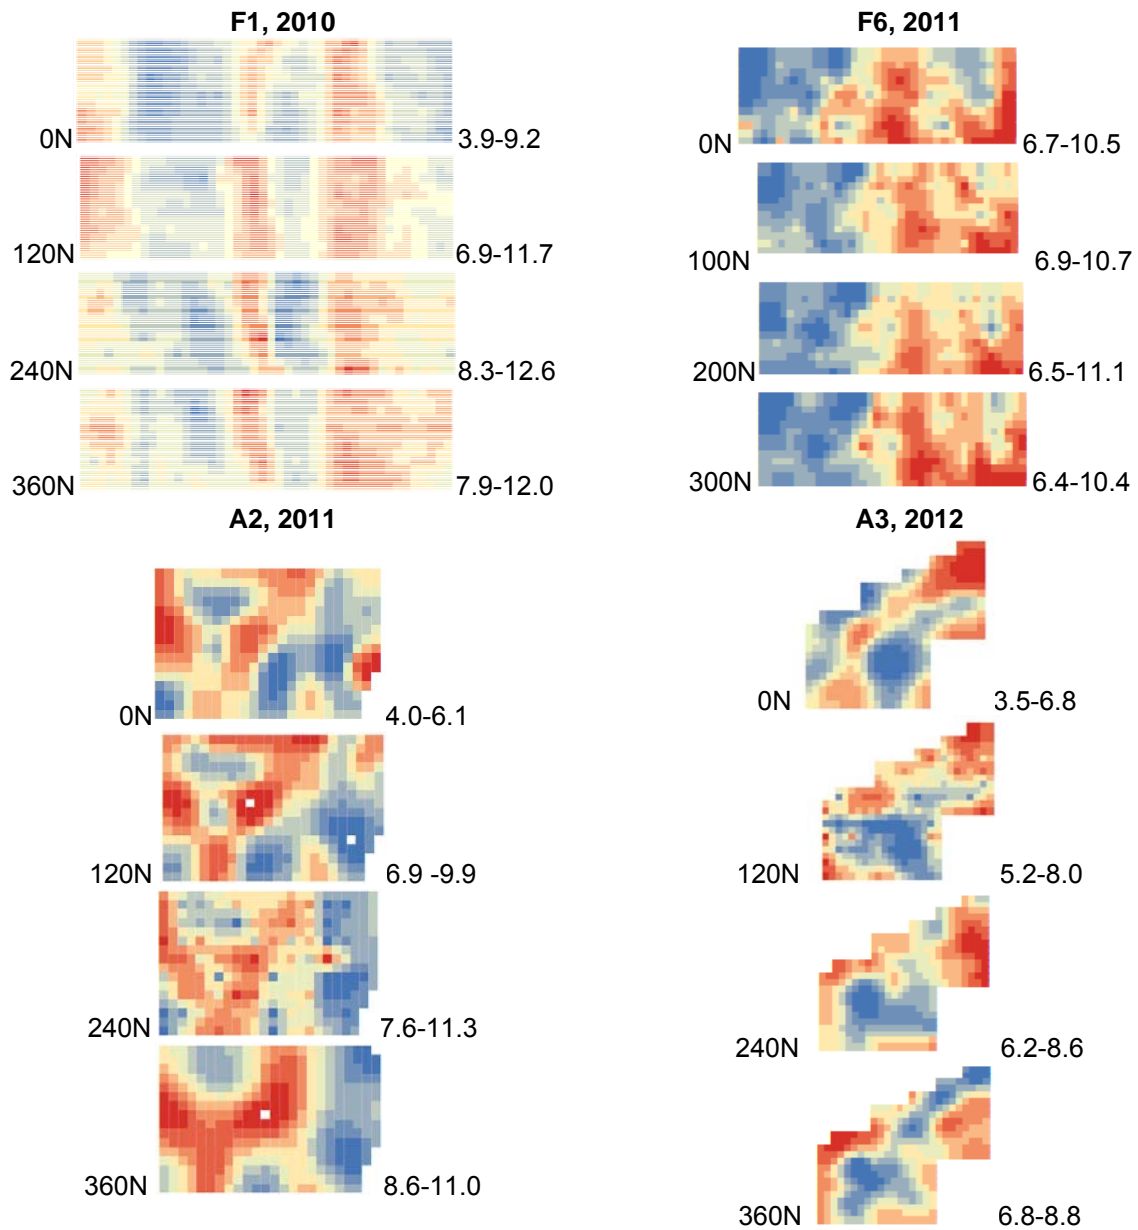 F1, 2010
F6, 2011
0N
3.9-9.2
0N
6.7-10.5
120N
6.9-11.7
100N
6.9-10.7
240N
8.3-12.6
200N
6.5-11.1
360N
7.9-12.0
300N
6.4-10.4
A2, 2011
A3, 2012
0N
4.0-6.1
0N
3.5-6.8
120N
6.9 -9.9
120N
5.2-8.0
240N
7.6-11.3
240N
6.2-8.6
360N
8.6-11.0
360N
6.8-8.8